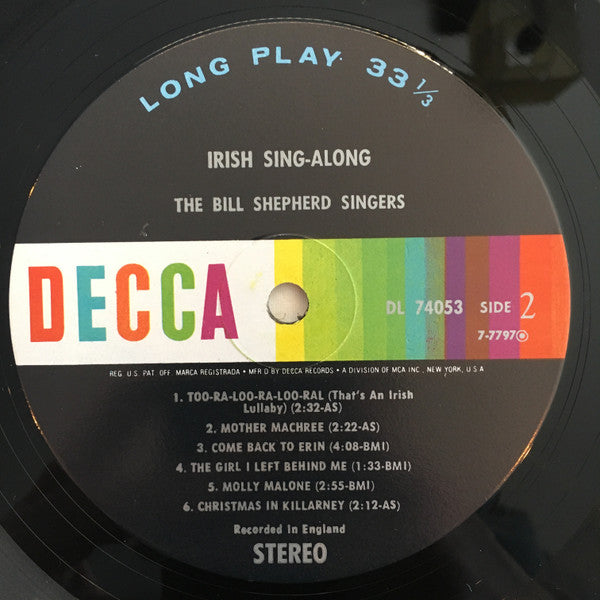 LONG PLAY 33 1/3
IRISH SING-ALONG
THE BILL SHEPHERD SINGERS
DECCA
DL 74053 SIDE 2
7-7797
REG. U.S. PAT. OFF. MARCA REGISTRADA • MFR'D BY DECCA RECORDS • A DIVISION OF MCA INC., NEW YORK, U.S.A
1. TOO-RA-LOO-RA-LOO-RAL (That's An Irish
Lullaby) (2:32-AS)
2. MOTHER MACHREE (2:22-AS)
3. COME BACK TO ERIN (4:08-BMI)
4. THE GIRL I LEFT BEHIND ME (1:33-BMI)
5. MOLLY MALONE (2:55-BMI)
6. CHRISTMAS IN KILLARNEY (2:12-AS)
Recorded In England
STEREO